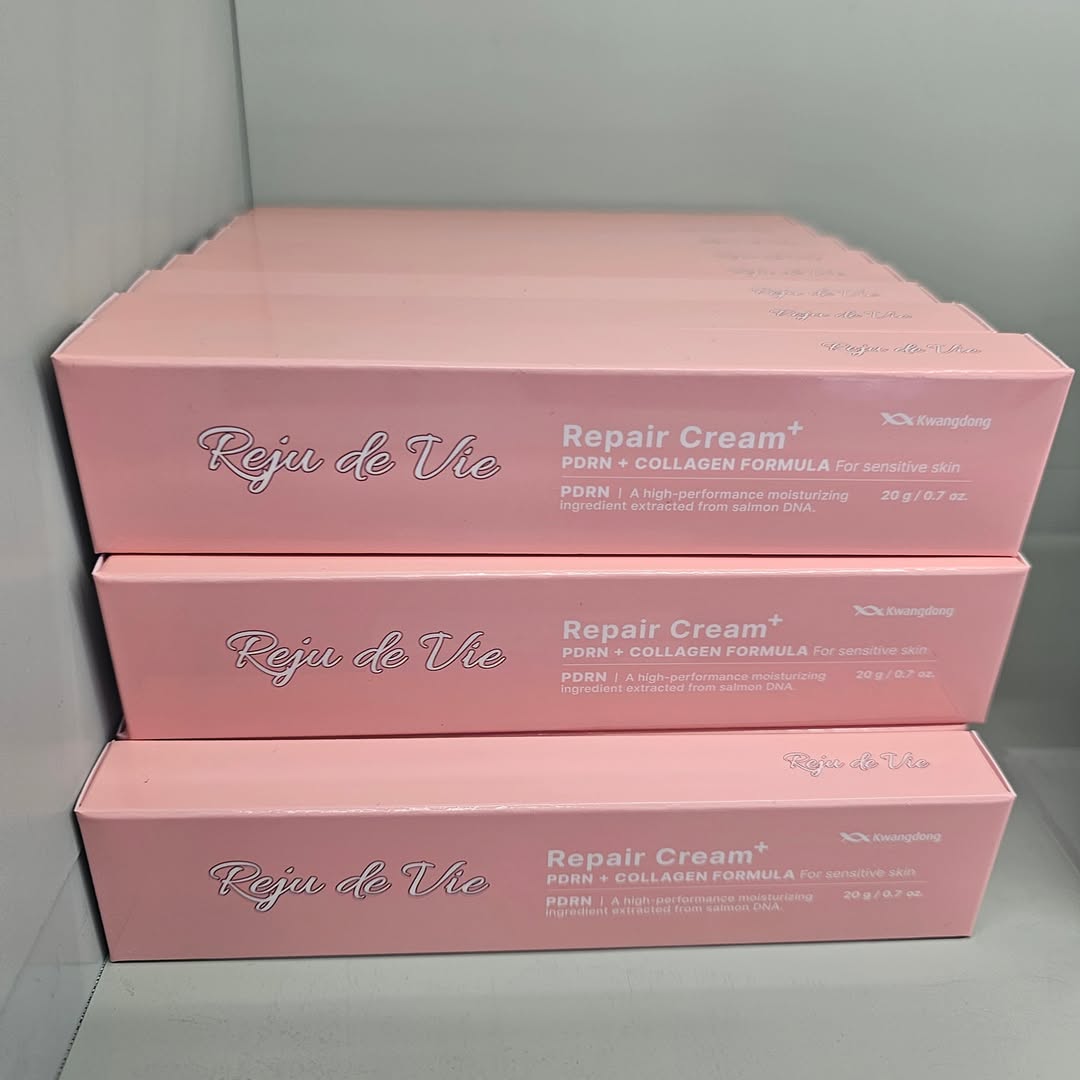 Reju de Vie
Reju de Vie
Reju de Vie
Reju de Vie
Reju de Vie
Kwangdong
Repair Cream+
PDRN + COLLAGEN FORMULA For sensitive skin
PDRN | A high-performance moisturizing
ingredient extracted from salmon DNA.
20 g / 0.7 oz.
Reju de Vie
Kwangdong
Repair Cream+
PDRN + COLLAGEN FORMULA For sensitive skin
PDRN | A high-performance moisturizing
ingredient extracted from salmon DNA.
20 g / 0.7 oz.
Reju de Vie
Reju de Vie
Kwangdong
Repair Cream+
PDRN + COLLAGEN FORMULA For sensitive skin
PDRN | A high-performance moisturizing
ingredient extracted from salmon DNA.
20 g / 0.7 oz.